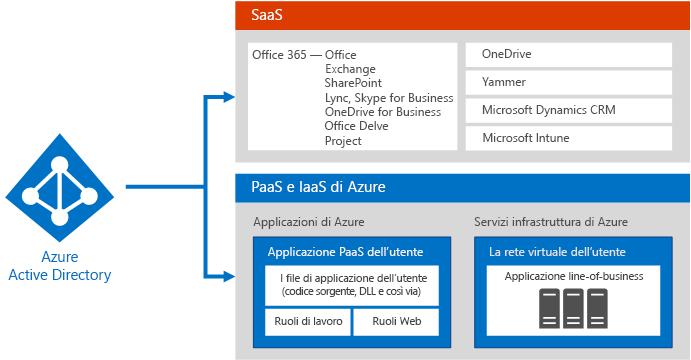 SaaS
Office 365 — Office
Exchange
SharePoint
Lync, Skype for Business
OneDrive for Business
Office Delve
Project
OneDrive
Yammer
Microsoft Dynamics CRM
Microsoft Intune
Azure
Active Directory
PaaS e IaaS di Azure
Applicazioni di Azure
Applicazione PaaS dell'utente
I file di applicazione dell'utente
(codice sorgente, DLL e così via)
Ruoli di lavoro
Ruoli Web
Servizi infrastruttura di Azure
La rete virtuale dell'utente
Applicazione line-of-business